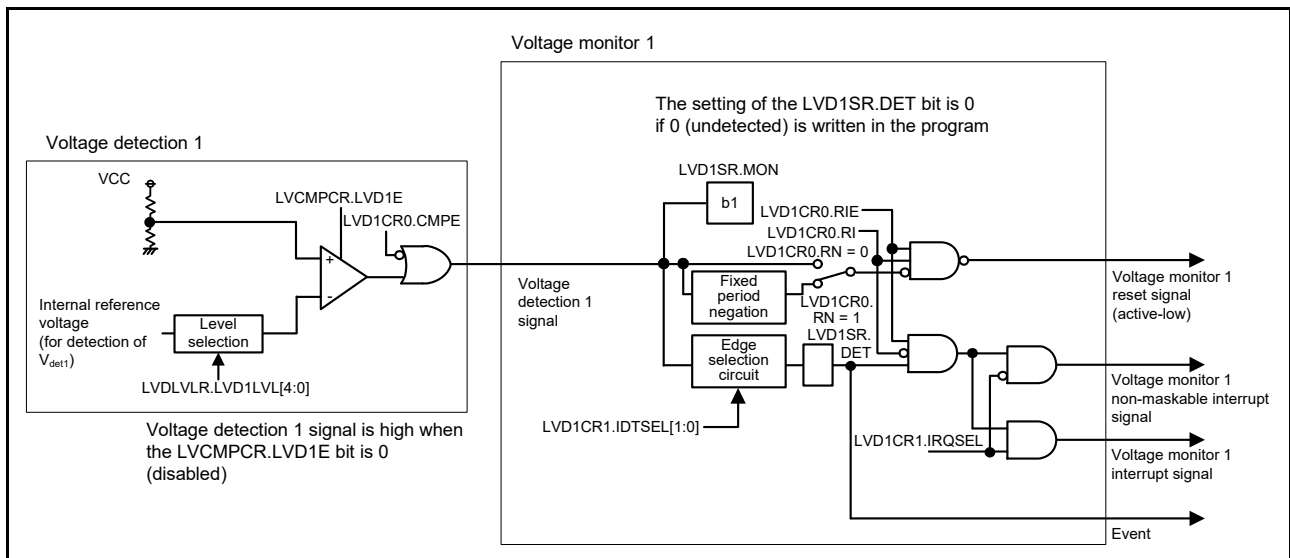 Voltage monitor 1
The setting of the LVD1SR.DET bit is 0
if 0 (undetected) is written in the program
Voltage detection 1
VCC
LVCMPCR.LVD1E
LVD1CR0.CMPE
LVD1SR.MON
b1
LVD1CR0.RIE
LVD1CR0.RI
LVD1CR0.RN = 0
+
-
Internal reference
voltage
(for detection of
Vdet1)
Level
selection
LVDLVLR.LVD1LVL[4:0]
Voltage
detection 1
signal
Fixed
period
negation
LVD1CR0.
RN = 1
LVD1SR.
DET
Edge
selection
circuit
LVD1CR1.IDTSEL[1:0]
LVD1CR1.IRQSEL
Voltage monitor 1
reset signal
(active-low)
Voltage monitor 1
non-maskable interrupt
signal
Voltage monitor 1
interrupt signal
Event
Voltage detection 1 signal is high when
the LVCMPCR.LVD1E bit is 0
(disabled)